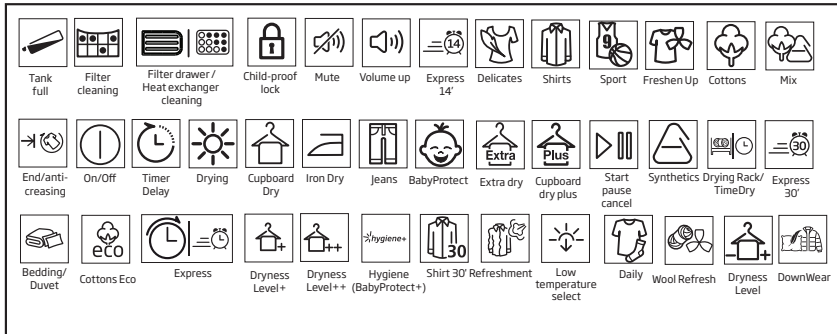 14
9
Tank
full
Filter
cleaning
Filter drawer /
Heat exchanger
cleaning
Child-proof
lock
Mute
Volume up
Express
14'
Delicates
Shirts
Sport
Freshen Up
Cottons
Mix
Extra
Plus
30
End/anti-
creasing
On/Off
Timer
Delay
Drying
Cupboard
Dry
Iron Dry
Jeans
BabyProtect
Extra dry
Cupboard
dry plus
Start
pause
cancel
Synthetics
Drying Rack/
TimeDry
Express
30'
eco
+
++
hygiene+
30
- +
Bedding/
Duvet
Cottons Eco
Express
Dryness
Level+
Dryness
Level++
Hygiene
(BabyProtect+)
Shirt 30'
Refreshment
Low
temperature
select
Daily
Wool Refresh
Dryness
Level
DownWear